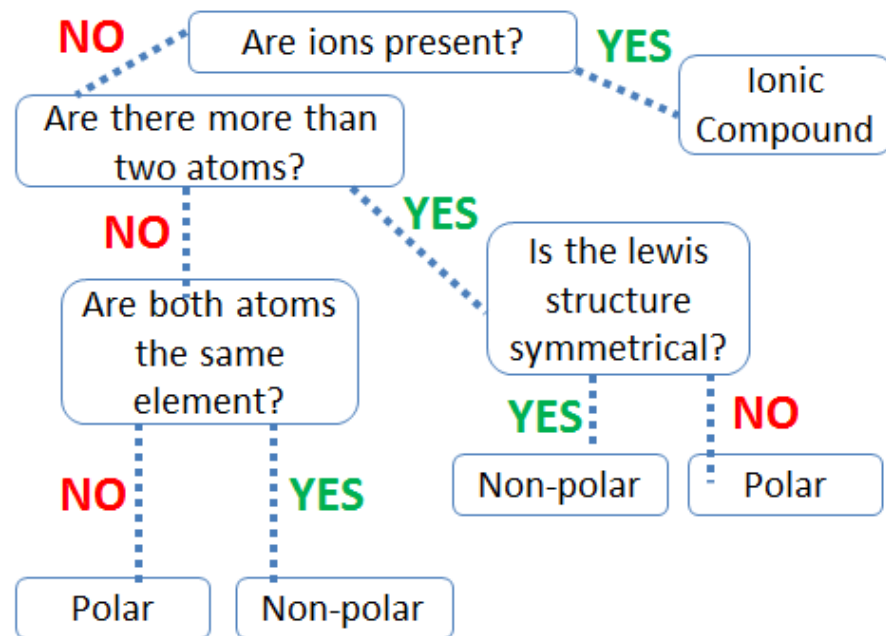 NO
Are ions present?
YES
Ionic
Compound
Are there more than
two atoms?
NO
YES
Is the lewis
structure
symmetrical?
Are both atoms
the same
element?
YES
NO
Non-polar
Polar
NO
YES
Polar
Non-polar